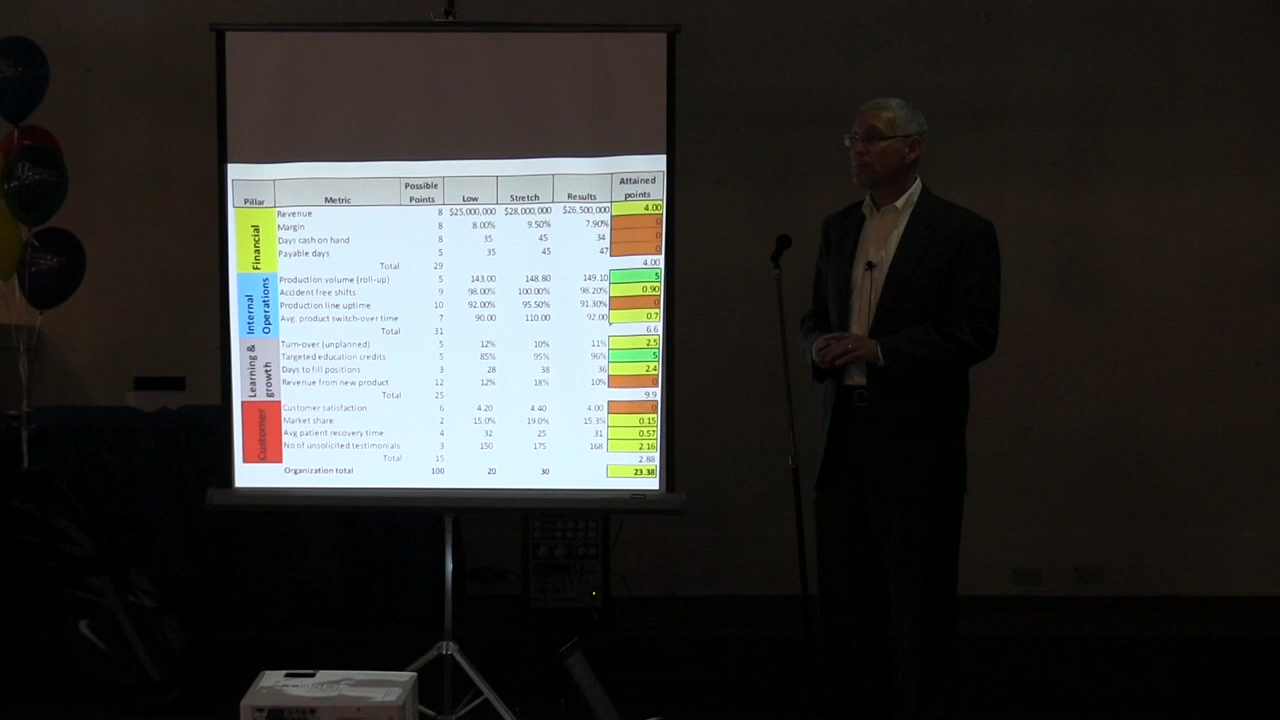 Pillar Metric Possible Points Low Stretch Results Attained points
Financial
Revenue 8 $25,000,000 $28,000,000 $26,500,000 4.00
Margin 8 8.00% 9.50% 7.90% 0
Days cash on hand 8 35 45 34 0
Payable days 5 35 45 47 0
Total 29 4.00
Internal Operations
Production volume (roll-up) 5 143.00 148.80 149.10 5
Accident free shifts 9 98.00% 100.00% 98.20% 0.90
Production line uptime 10 92.00% 95.50% 91.30% 0
Avg. product switch-over time 7 90.00 110.00 92.00 0.7
Total 31 6.6
Learning & growth
Turn-over (unplanned) 5 12% 10% 11% 2.5
Targeted education credits 5 85% 95% 96% 5
Days to fill positions 3 28 38 36 2.4
Revenue from new product 12 12% 18% 10% 0
Total 25 9.9
Customer
Customer satisfaction 6 4.20 4.40 4.00 0
Market share 2 15.0% 19.0% 15.3% 0.15
Avg patient recovery time 4 32 25 31 0.57
No of unsolicited testimonials 3 150 175 168 2.16
Total 15 2.88
Organization total 100 20 30 23.38